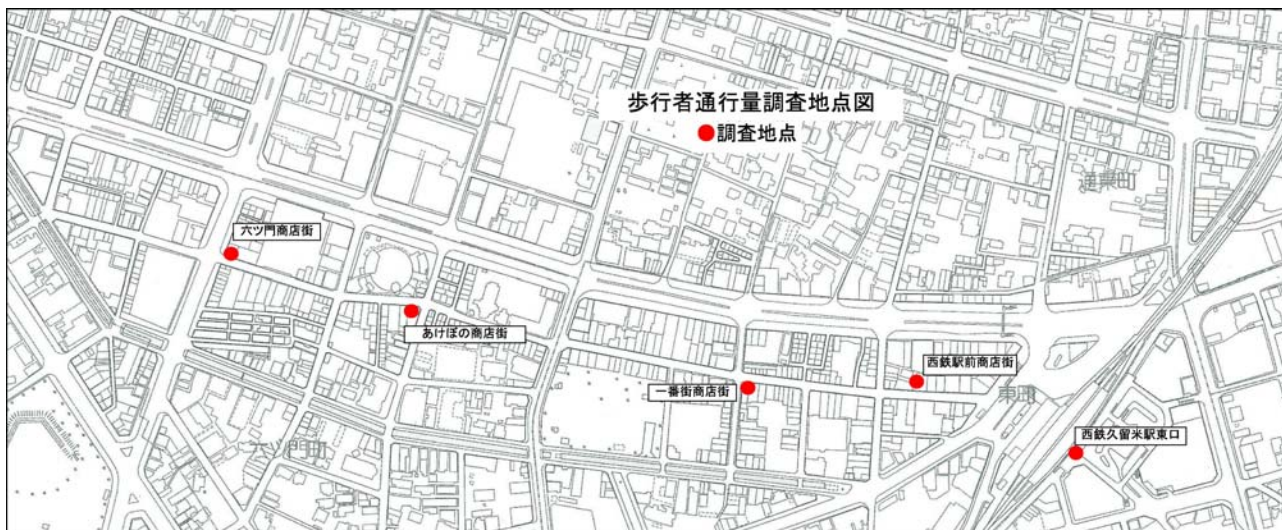 歩行者通行量調査地点図
●調査地点
通東町
六ツ門商店街
あけぼの商店街
西鉄駅前商店街
一番街商店街
東町
西鉄久留米駅東口
六ツ門町